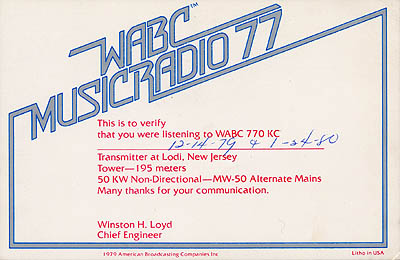 WABC™
MUSICRADIO 77
This is to verify
that you were listening to WABC 770 KC
12-14-79 & 1-24-80
Transmitter at Lodi, New Jersey
Tower—195 meters
50 KW Non-Directional—MW-50 Alternate Mains
Many thanks for your communication.
Winston H. Loyd
Chief Engineer
1979 American Broadcasting Companies Inc
Litho in USA